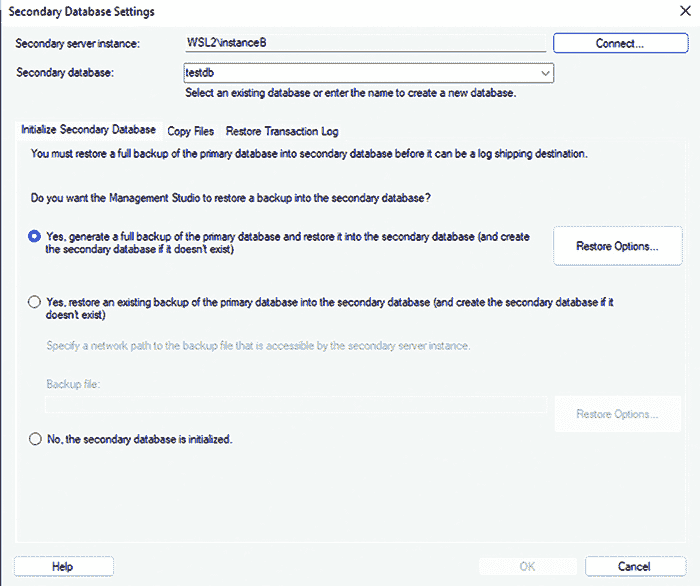 Secondary Database Settings
Secondary server instance:
WSL2\instanceB
Connect...
Secondary database:
testdb
Select an existing database or enter the name to create a new database.
Initialize Secondary Database Copy Files Restore Transaction Log
You must restore a full backup of the primary database into secondary database before it can be a log shipping destination.
Do you want the Management Studio to restore a backup into the secondary database?
Yes, generate a full backup of the primary database and restore it into the secondary database (and create
the secondary database if it doesn't exist)
Restore Options...
Yes, restore an existing backup of the primary database into the secondary database (and create the secondary database if it
doesn't exist)
Specify a network path to the backup file that is accessible by the secondary server instance.
Backup file:
Restore Options...
No, the secondary database is initialized.
Help
OK
Cancel